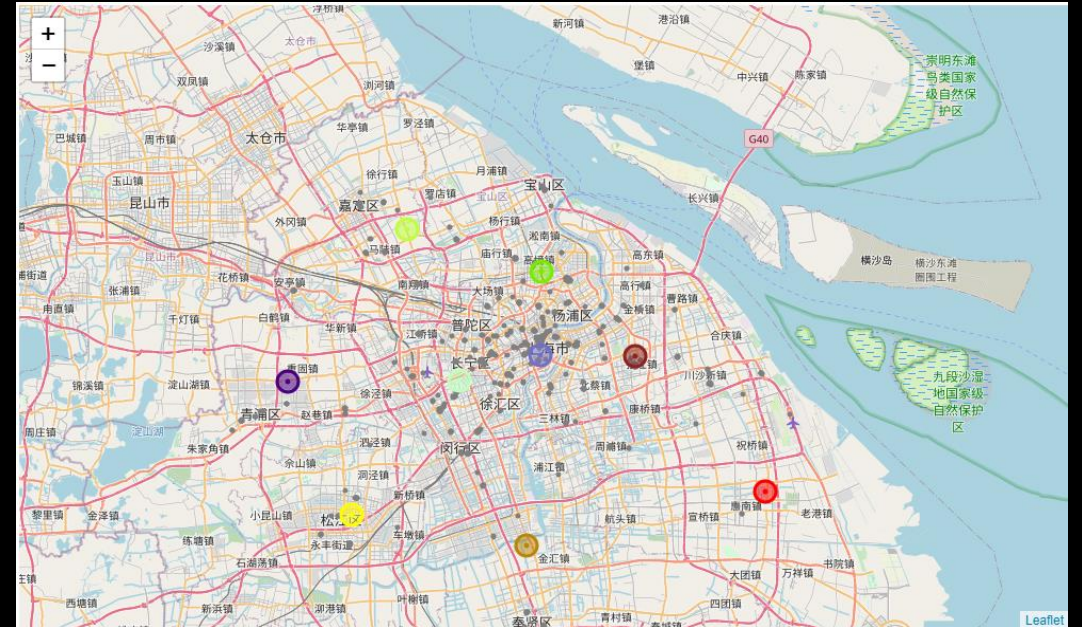 浮桥镇
新河镇
港沿镇
+
沙溪镇
太仓市
堡镇
崇明东滩
鸟类国家
级自然保
护区
−
双凤镇
浏河镇
中兴镇
陈家镇
巴城镇
周市镇
太仓市
华亭镇
罗泾镇
G40
玉山镇
徐行镇
月浦镇
宝山区
昆山市
嘉定区
罗店镇
宝山区
长兴镇
外冈镇
杨行镇
淞南镇
马陆镇
庙行镇
高境镇
高东镇
横沙岛
横沙东滩
圈围工程
昆山市
花桥镇
安亭镇
南翔镇
大场镇
高行镇
张浦镇
曹路镇
甪直镇
千灯镇
白鹤镇
华新镇
江桥镇
普陀区
杨浦区
金桥镇
合庆镇
长宁区
重固镇
锦溪镇
淀山湖镇
徐泾镇
北蔡镇
川沙新镇
九段沙湿
地国家级
自然保护
区
青浦区
赵巷镇
徐汇区
三林镇
康桥镇
周庄镇
淀山湖
朱家角镇
泗泾镇
闵行区
周浦镇
祝桥镇
佘山镇
洞泾镇
浦江镇
新桥镇
惠南镇
黎里镇
金泽镇
小昆山镇
航头镇
宣桥镇
老港镇
练塘镇
永丰街道
车墩镇
金汇镇
石湖荡镇
书院镇
大团镇
万祥镇
西塘镇
新浜镇
泖港镇
叶榭镇
四团镇
奉贤区
青村镇
Leaflet